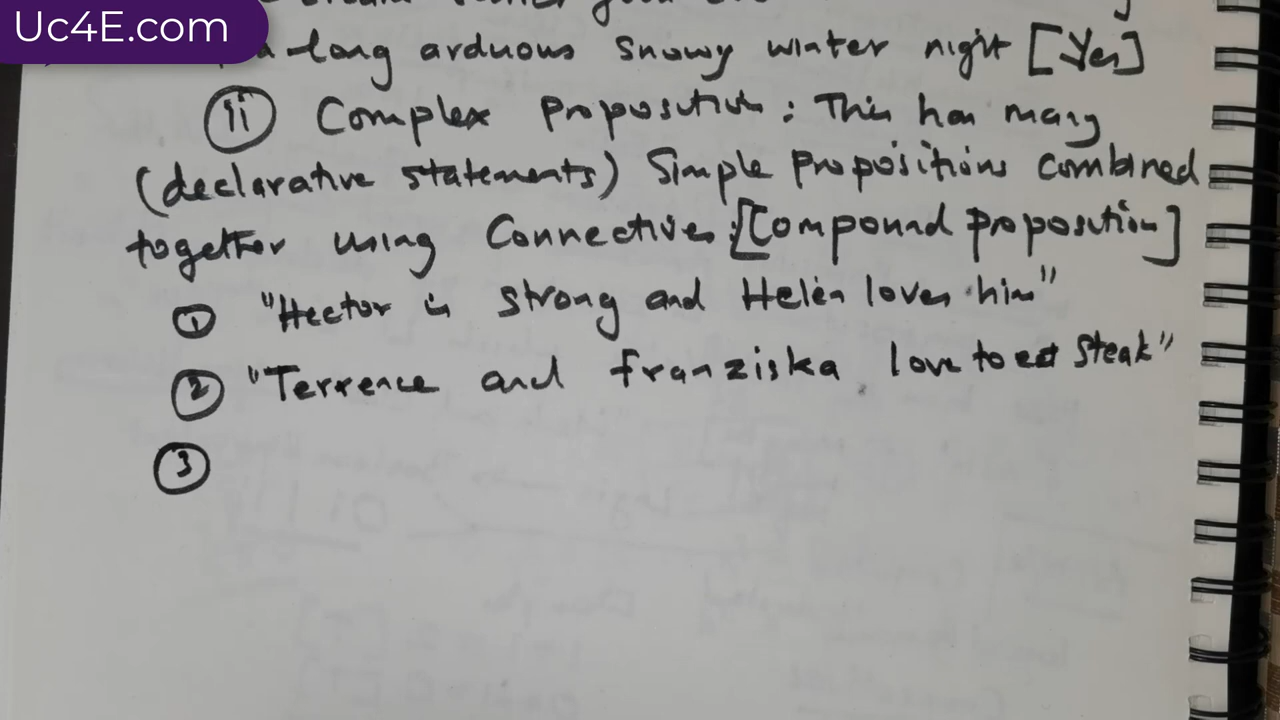 Uc4E.com
a long arduous snowy winter night [Yes]
(ii) Complex Proposition : This has many
(declarative statements) Simple Propositions combined
together using Connectives. [Compound proposition]
① "Hector is strong and Helen loves him"
② "Terrence and franziska love to eat steak"
③